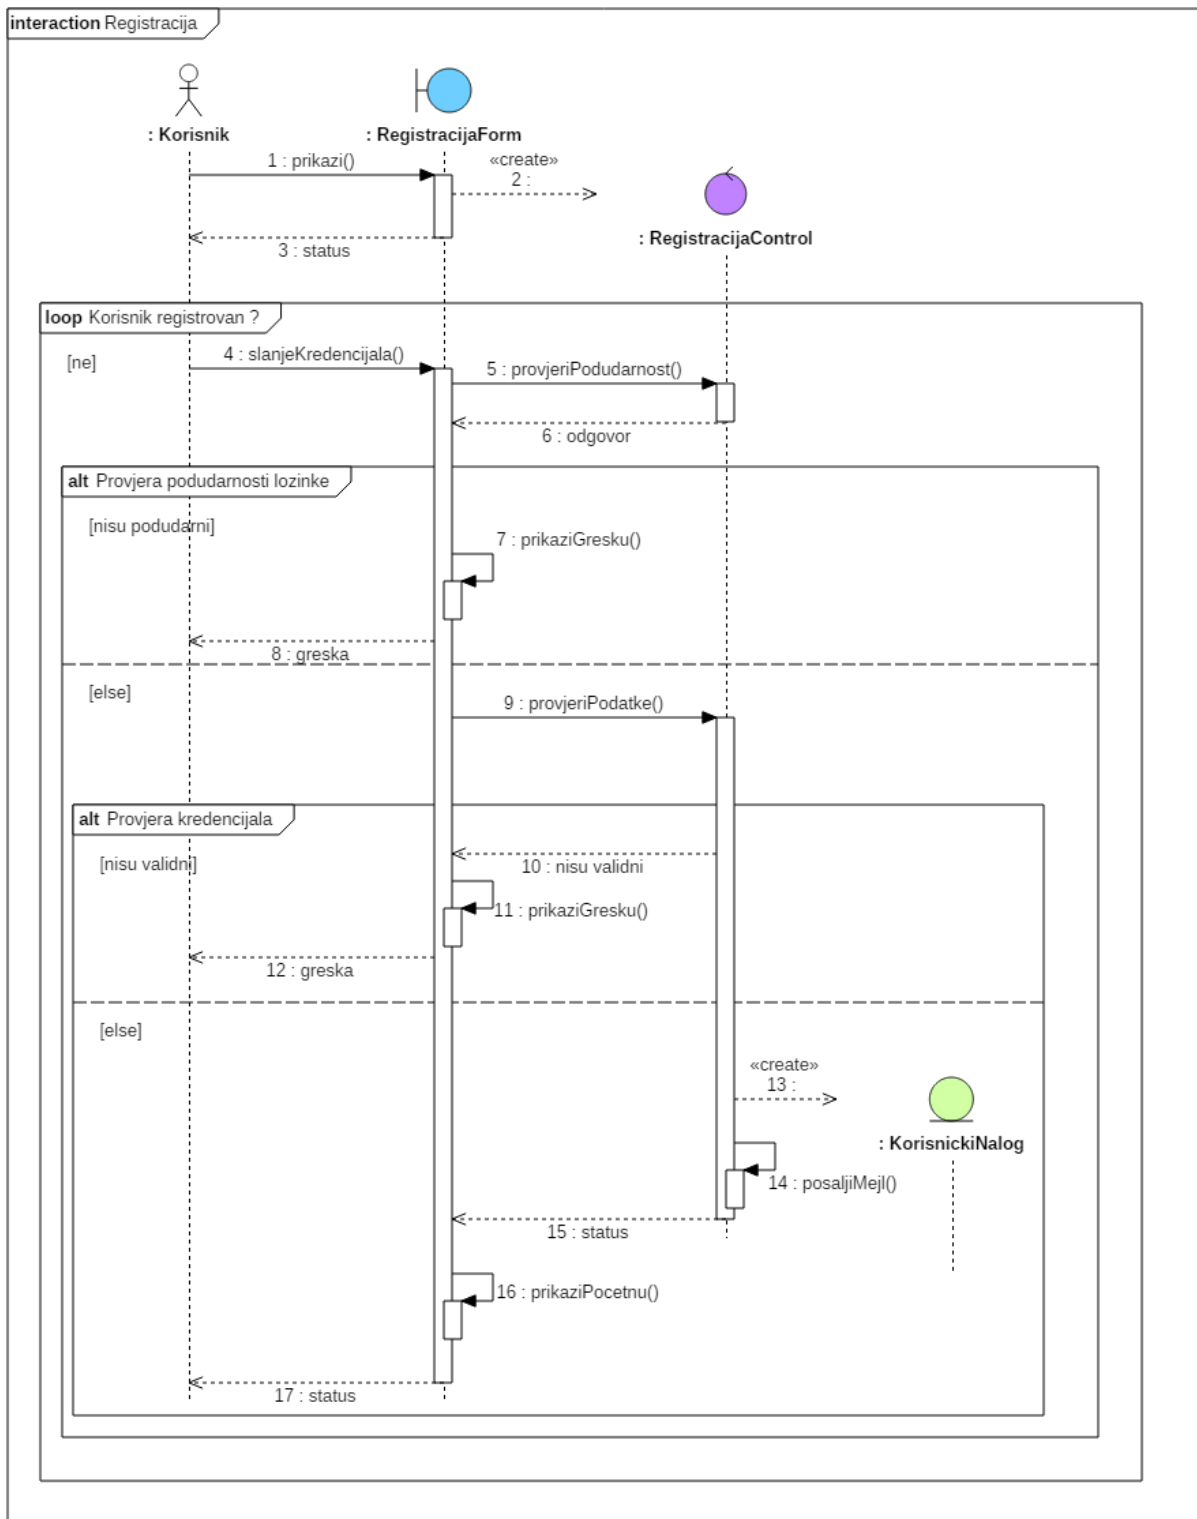 interaction Registracija
: Korisnik
: RegistracijaForm
1 : prikazi()
«create»
2 :
: RegistracijaControl
3 : status
loop Korisnik registrovan ?
[ne]
4 : slanjeKredencijala()
5 : provjeriPodudarnost()
6 : odgovor
alt Provjera podudarnosti lozinke
[nisu podudarni]
7 : prikaziGresku()
8 : greska
[else]
9 : provjeriPodatke()
alt Provjera kredencijala
[nisu validni]
10 : nisu validni
11 : prikaziGresku()
12 : greska
[else]
«create»
13 :
: KorisnickiNalog
14 : posaljiMejl()
15 : status
16 : prikaziPocetnu()
17 : status